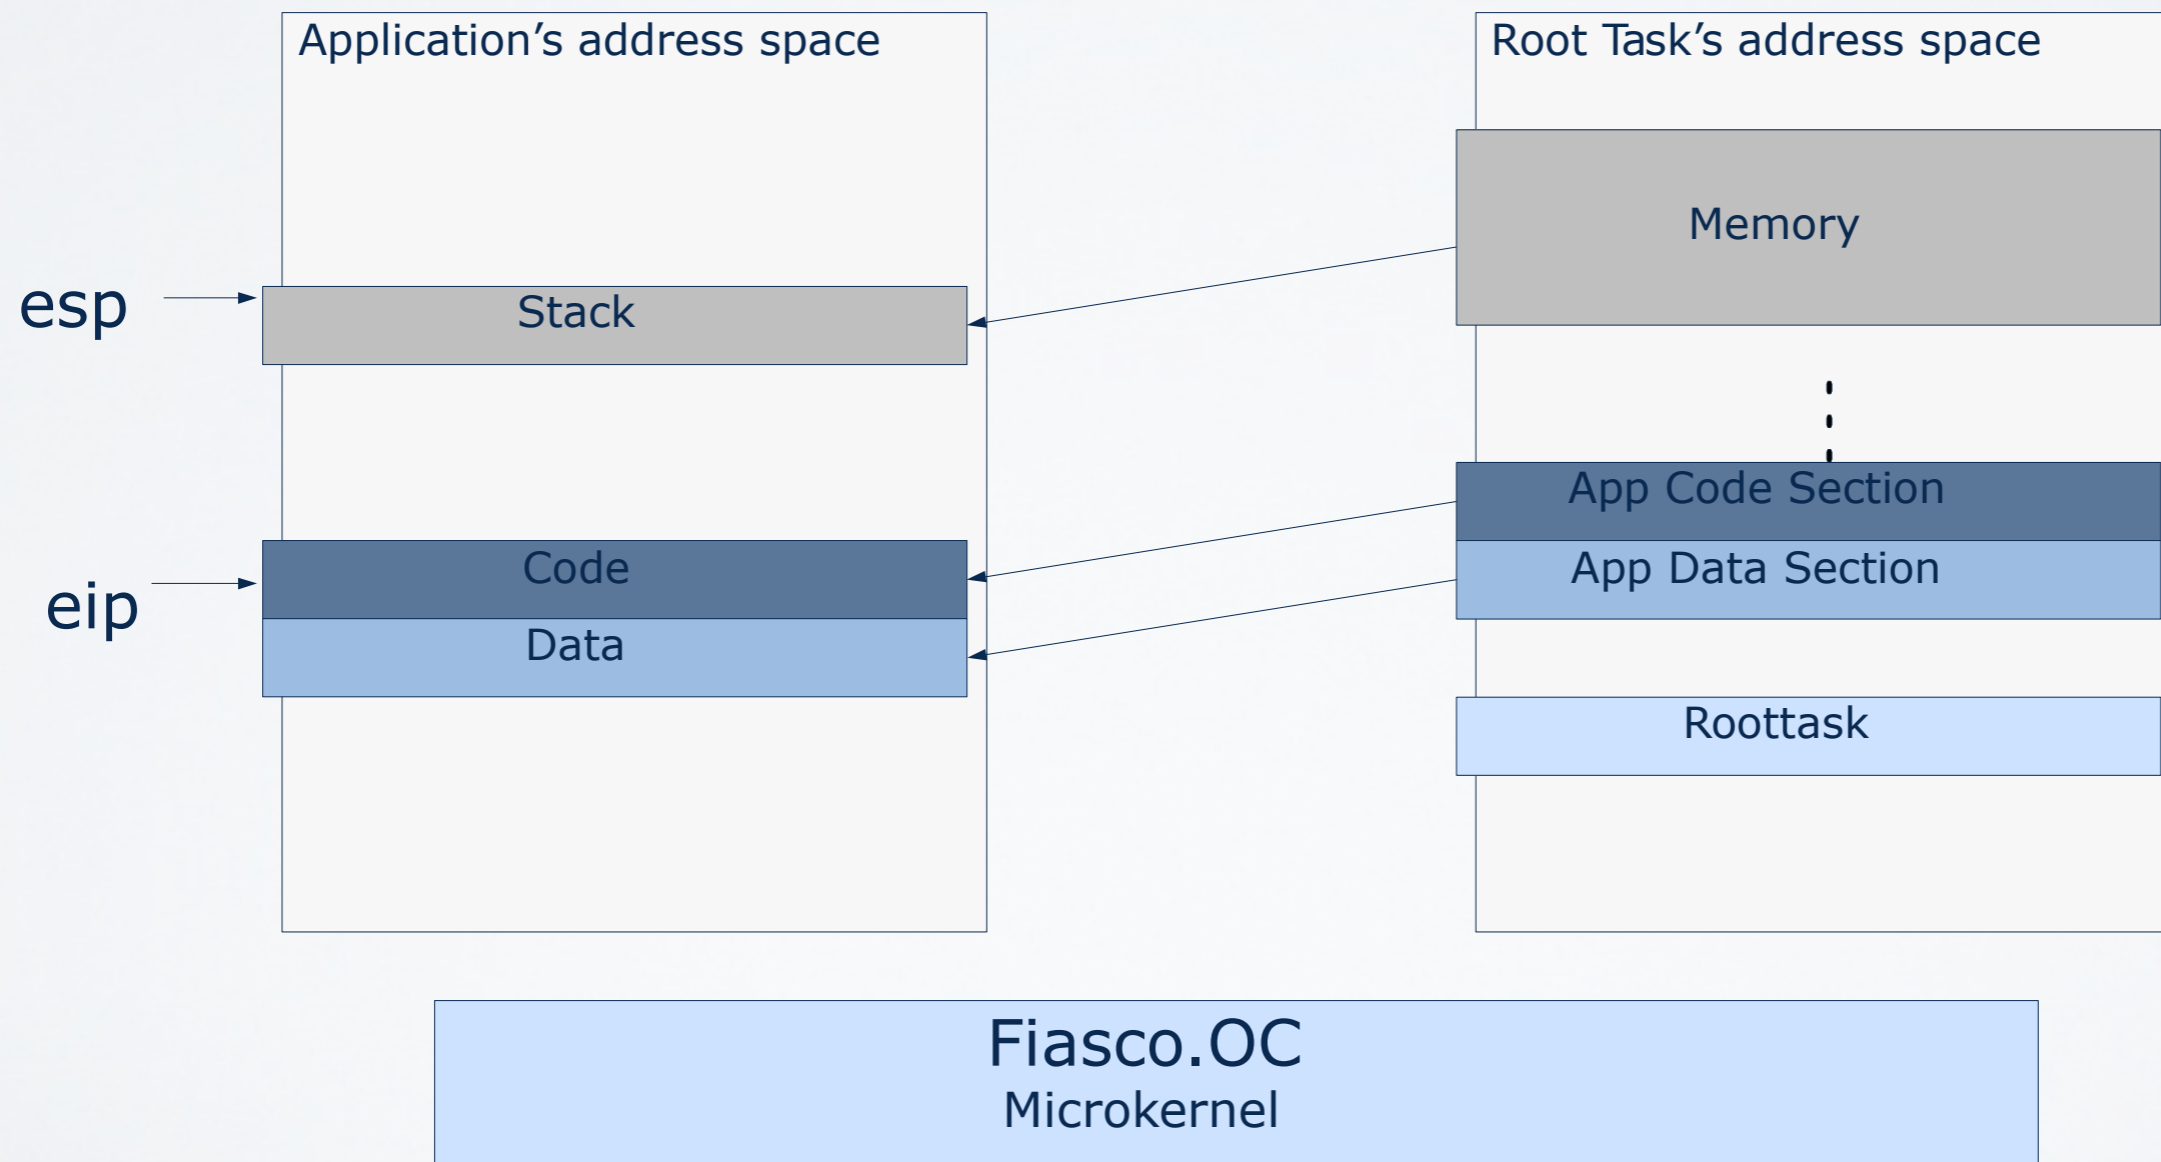 Application’s address space
Root Task’s address space
Memory
esp
Stack
App Code Section
Code
App Data Section
eip
Data
Roottask
Fiasco.OC
Microkernel